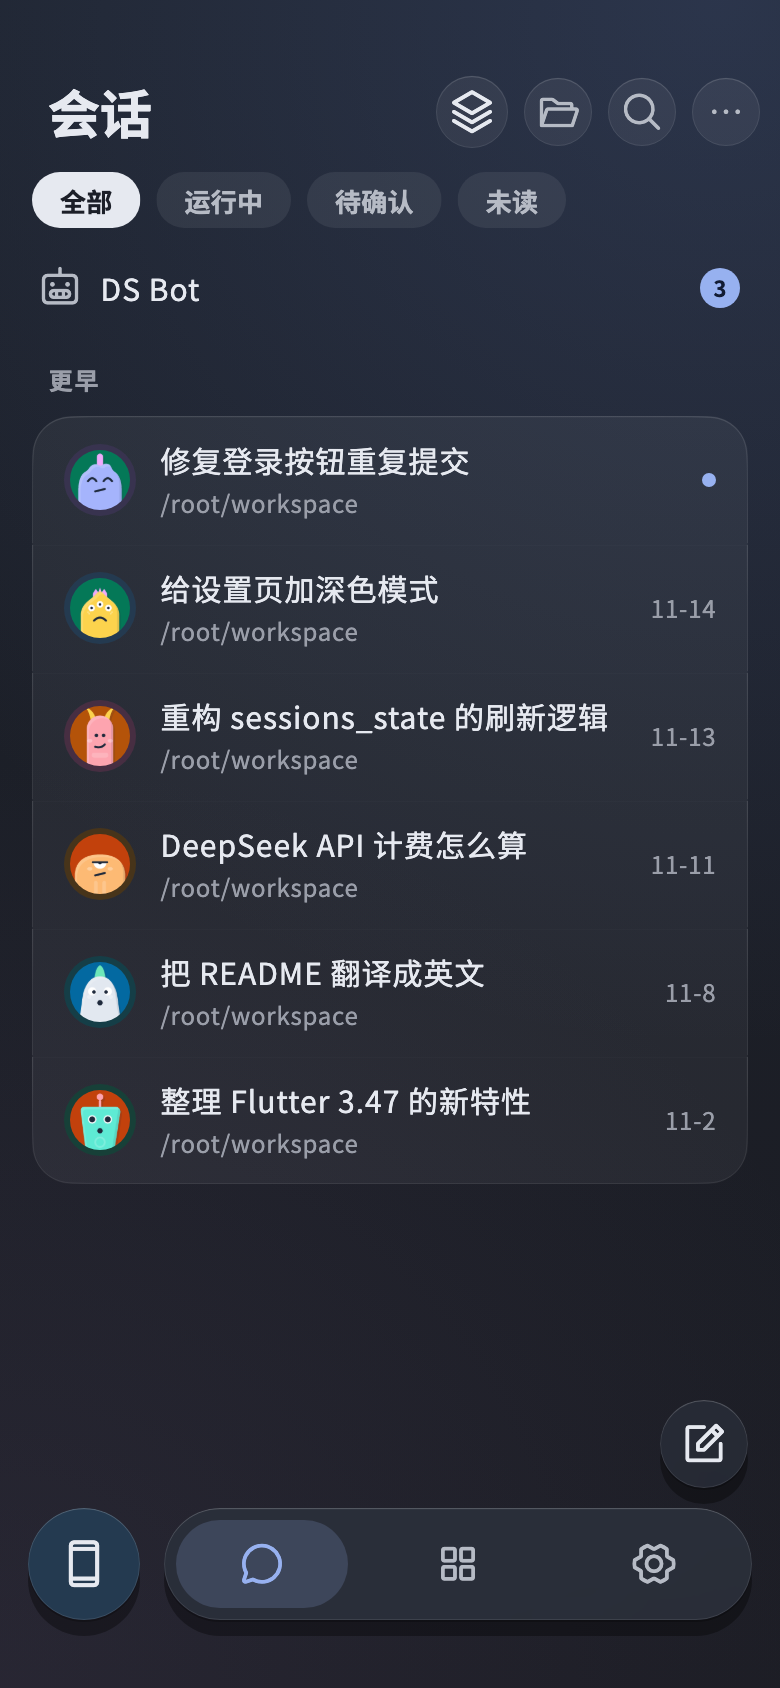 会话
全部
运行中
待确认
未读
DS Bot
3
更早
修复登录按钮重复提交
/root/workspace
给设置页加深色模式
/root/workspace
11-14
重构 sessions_state 的刷新逻辑
/root/workspace
11-13
DeepSeek API 计费怎么算
/root/workspace
11-11
把 README 翻译成英文
/root/workspace
11-8
整理 Flutter 3.47 的新特性
/root/workspace
11-2